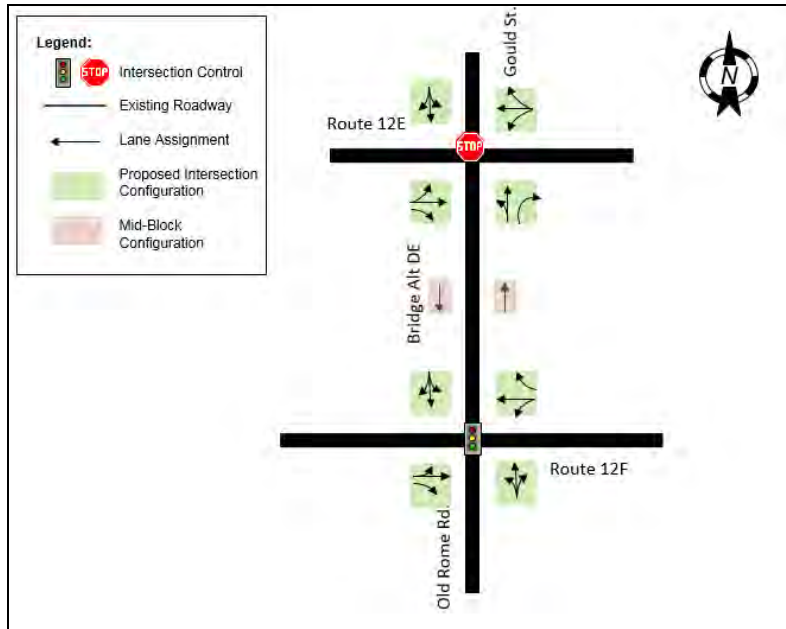 Legend:
STOP
Intersection Control
Existing Roadway
Lane Assignment
Proposed Intersection
Configuration
Mid-Block
Configuration
Gould St.
N
Route 12E
STOP
Bridge Alt DE
Route 12F
Old Rome Rd.